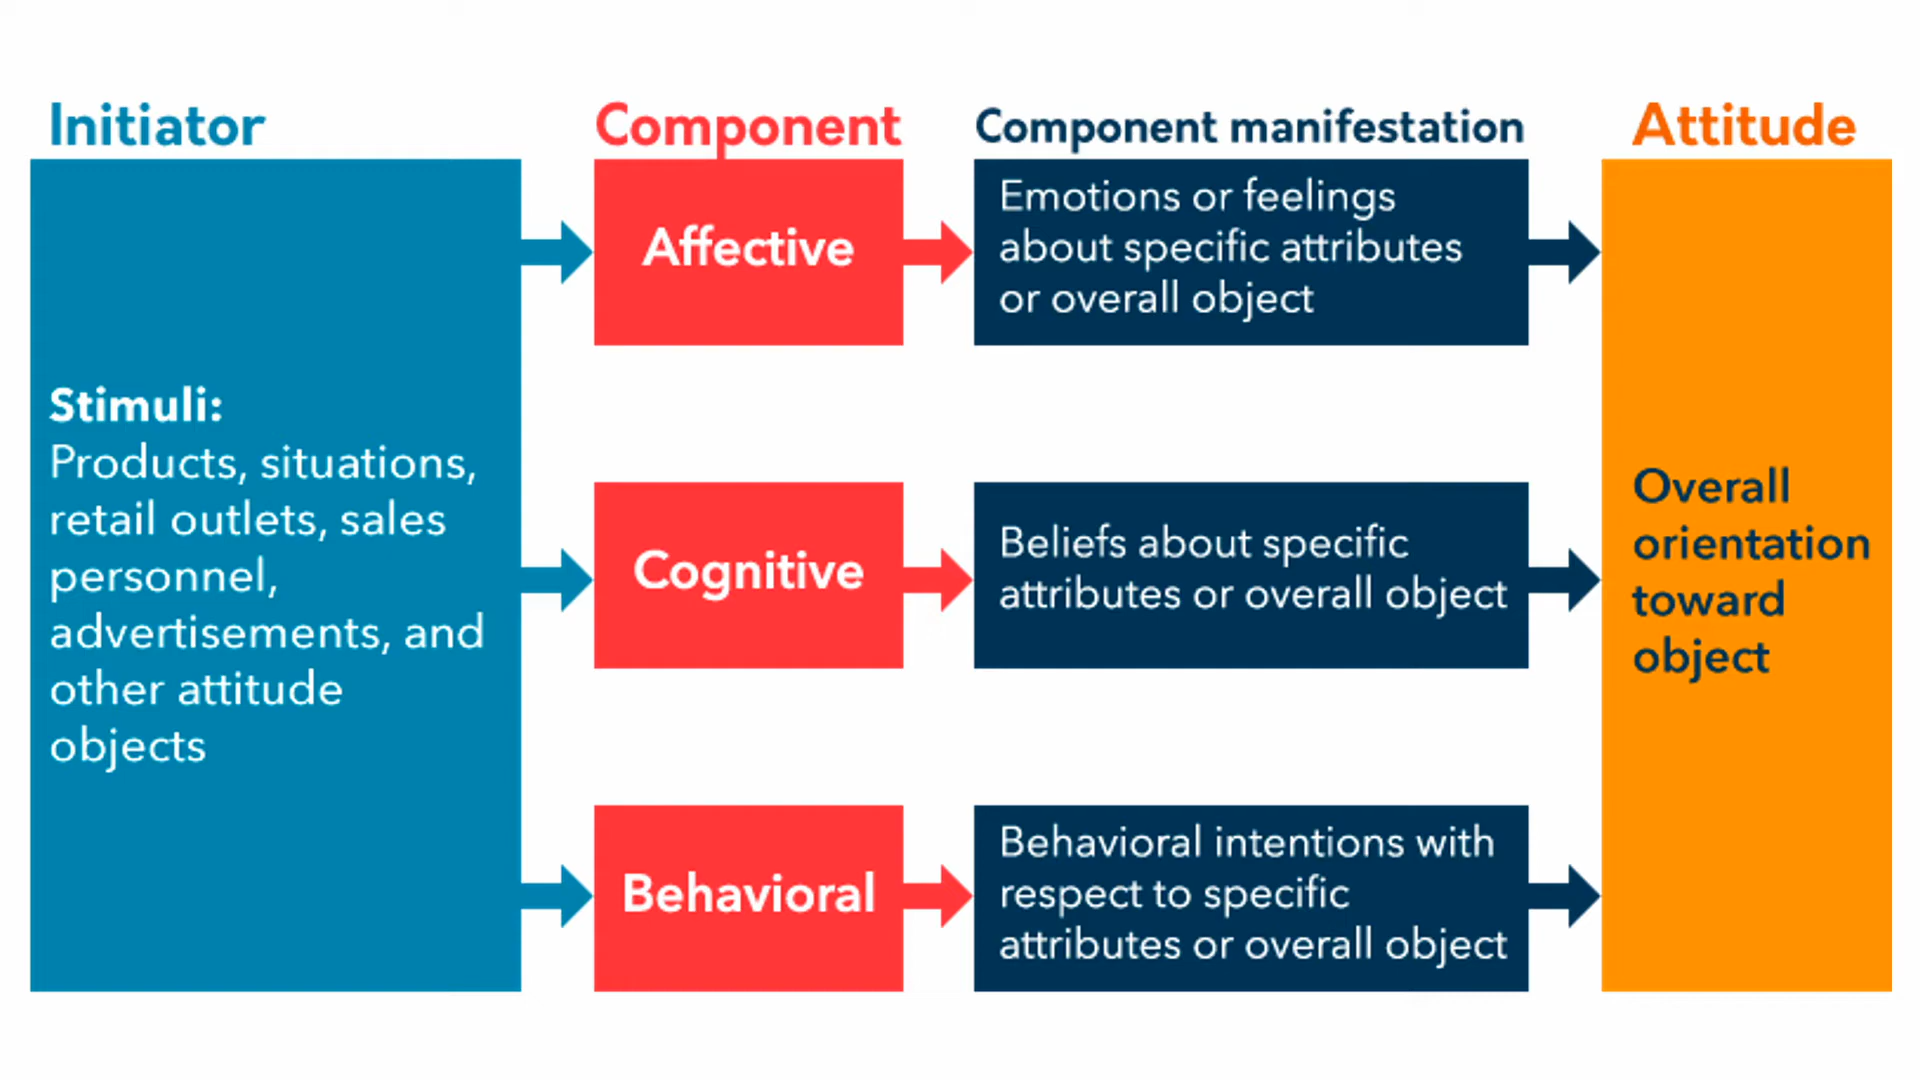 Initiator
Stimuli:
Products, situations,
retail outlets, sales
personnel,
advertisements, and
other attitude
objects
Component
Affective
Cognitive
Behavioral
Component manifestation
Emotions or feelings
about specific attributes
or overall object
Beliefs about specific
attributes or overall object
Behavioral intentions with
respect to specific
attributes or overall object
Attitude
Overall
orientation
toward
object